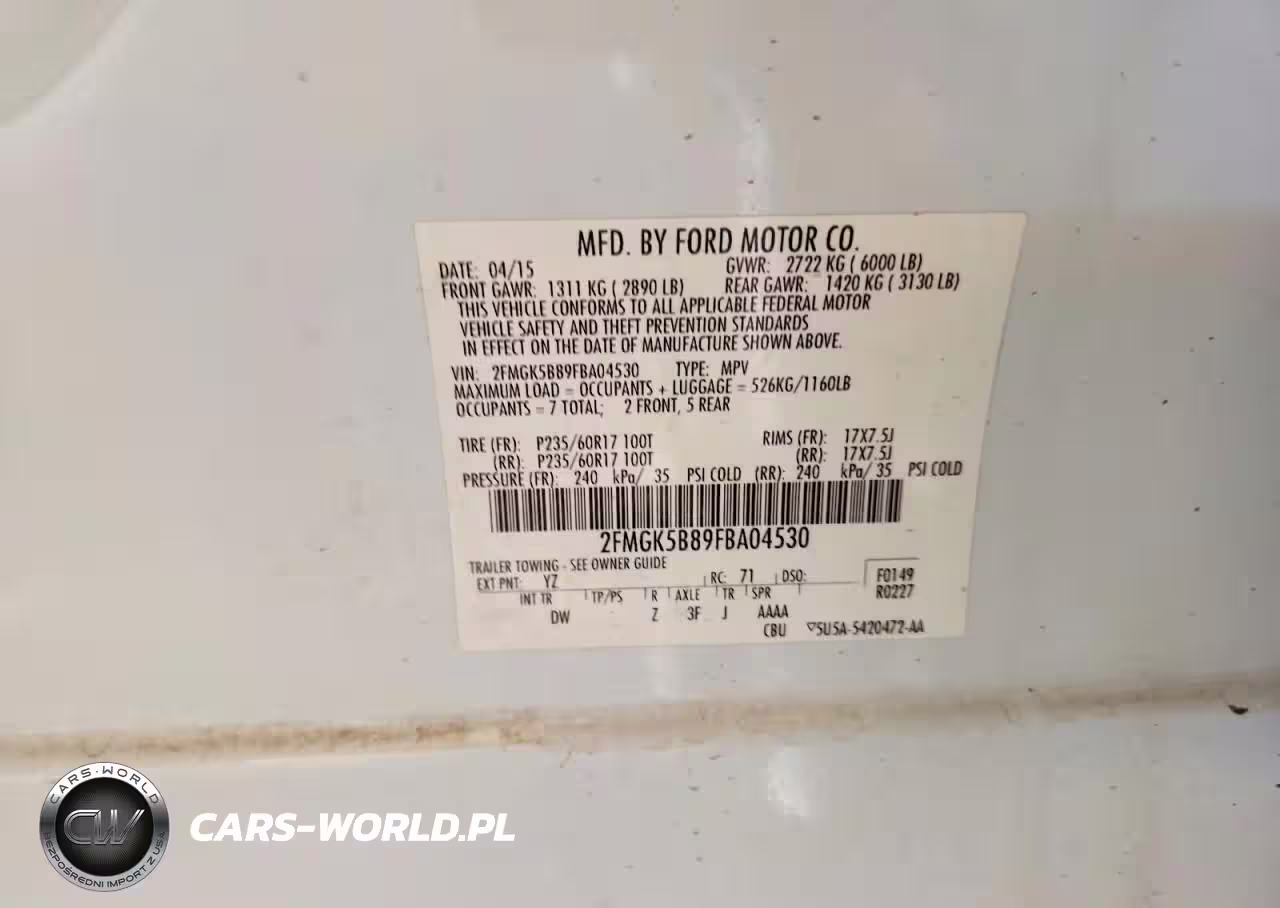 MFD. BY FORD MOTOR CO.
DATE: 04/15 GVWR: 2722 KG ( 6000 LB)
FRONT GAWR: 1311 KG ( 2890 LB) REAR GAWR: 1420 KG ( 3130 LB)
THIS VEHICLE CONFORMS TO ALL APPLICABLE FEDERAL MOTOR
VEHICLE SAFETY AND THEFT PREVENTION STANDARDS
IN EFFECT ON THE DATE OF MANUFACTURE SHOWN ABOVE.
VIN: 2FMGK5B89FBA04530 TYPE: MPV
MAXIMUM LOAD = OCCUPANTS + LUGGAGE = 526KG/1160LB
OCCUPANTS = 7 TOTAL; 2 FRONT, 5 REAR
TIRE (FR): P235/60R17 100T RIMS (FR): 17X7.5J
(RR): P235/60R17 100T (RR): 17X7.5J
PRESSURE (FR): 240 kPa/ 35 PSI COLD (RR): 240 kPa/ 35 PSI COLD
2FMGK5B89FBA04530
TRAILER TOWING - SEE OWNER GUIDE
EXT PNT: YZ RC: 71 DSO: F0149
R0227
INT TR TP/PS R AXLE TR SPR
DW Z 3F J AAAA
CBU ▽5U5A-5420472-AA
CARS-WORLD
CW
BEZPOŚREDNI IMPORT Z USA
CARS-WORLD.PL